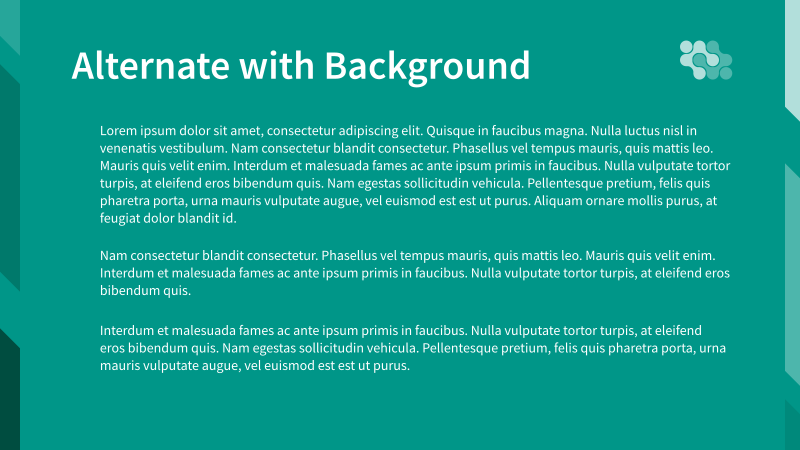 Alternate with Background
Lorem ipsum dolor sit amet, consectetur adipiscing elit. Quisque in faucibus magna. Nulla luctus nisl in
venenatis vestibulum. Nam consectetur blandit consectetur. Phasellus vel tempus mauris, quis mattis leo.
Mauris quis velit enim. Interdum et malesuada fames ac ante ipsum primis in faucibus. Nulla vulputate tortor
turpis, at eleifend eros bibendum quis. Nam egestas sollicitudin vehicula. Pellentesque pretium, felis quis
pharetra porta, urna mauris vulputate augue, vel euismod est est ut purus. Aliquam ornare mollis purus, at
feugiat dolor blandit id.
Nam consectetur blandit consectetur. Phasellus vel tempus mauris, quis mattis leo. Mauris quis velit enim.
Interdum et malesuada fames ac ante ipsum primis in faucibus. Nulla vulputate tortor turpis, at eleifend eros
bibendum quis.
Interdum et malesuada fames ac ante ipsum primis in faucibus. Nulla vulputate tortor turpis, at eleifend
eros bibendum quis. Nam egestas sollicitudin vehicula. Pellentesque pretium, felis quis pharetra porta, urna
mauris vulputate augue, vel euismod est est ut purus.